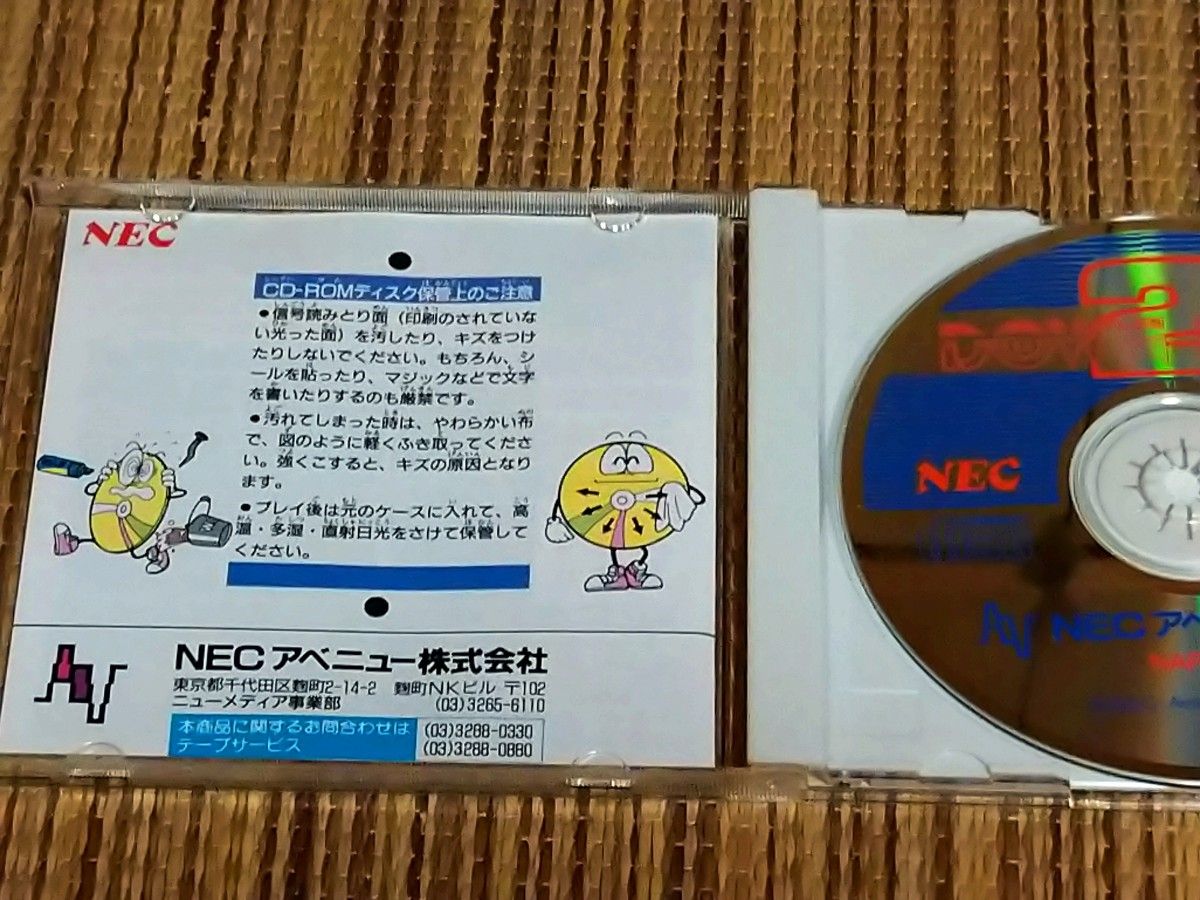 NEC
CD-ROMディスク保管上のご注意
●信号読みとり面（印刷のされていな
い光った面）を汚したり、キズをつけ
たりしないでください。もちろん、シ
ールを貼ったり、マジックなどで文字
を書いたりするのも厳禁です。
●汚れてしまった時は、やわらかい布
で、図のように軽くふき取ってくださ
い。強くこすると、キズの原因となり
ます。
●プレイ後は元のケースに入れて、高
温・多湿・直射日光をさけて保管して
ください。
NECアベニュー株式会社
東京都千代田区麹町2-14-2 麹町NKビル 〒102
ニューメディア事業部 (03)3265-6110
本商品に関するお問合わせは (03)3288-0330
テープサービス (03)3288-0880
2
NEC
NEC アベ